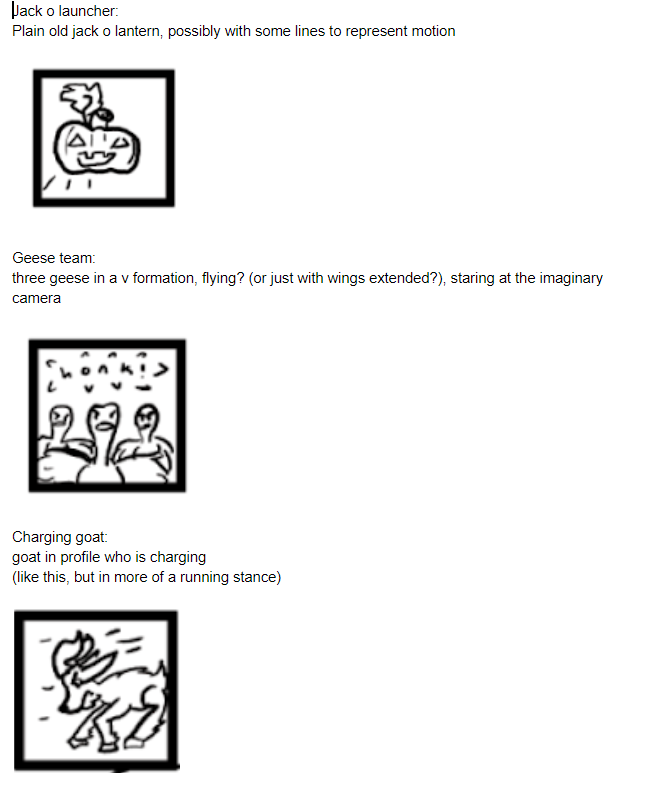 Jack o launcher:
Plain old jack o lantern, possibly with some lines to represent motion
Geese team:
three geese in a v formation, flying? (or just with wings extended?), staring at the imaginary
camera
honk!
Charging goat:
goat in profile who is charging
(like this, but in more of a running stance)